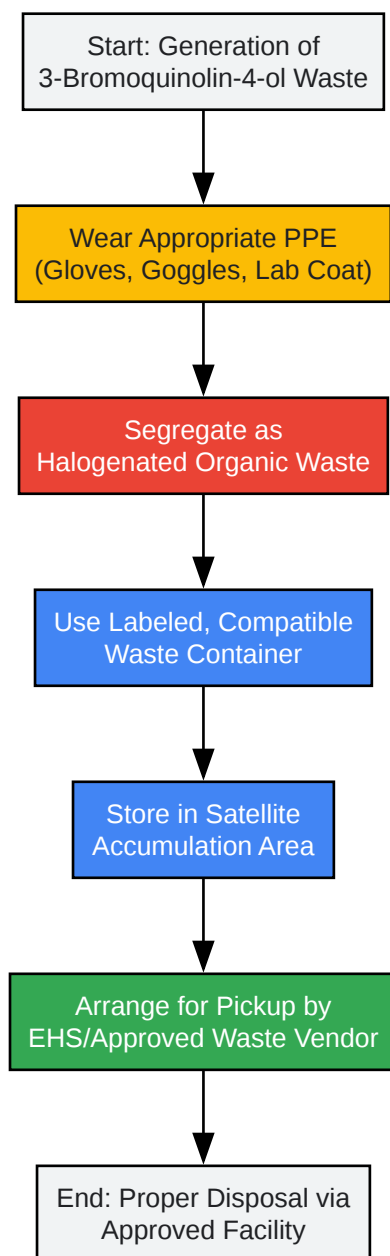 Start: Generation of
3-Bromoquinolin-4-ol Waste
Wear Appropriate PPE
(Gloves, Goggles, Lab Coat)
Segregate as
Halogenated Organic Waste
Use Labeled, Compatible
Waste Container
Store in Satellite
Accumulation Area
Arrange for Pickup by
EHS/Approved Waste Vendor
End: Proper Disposal via
Approved Facility